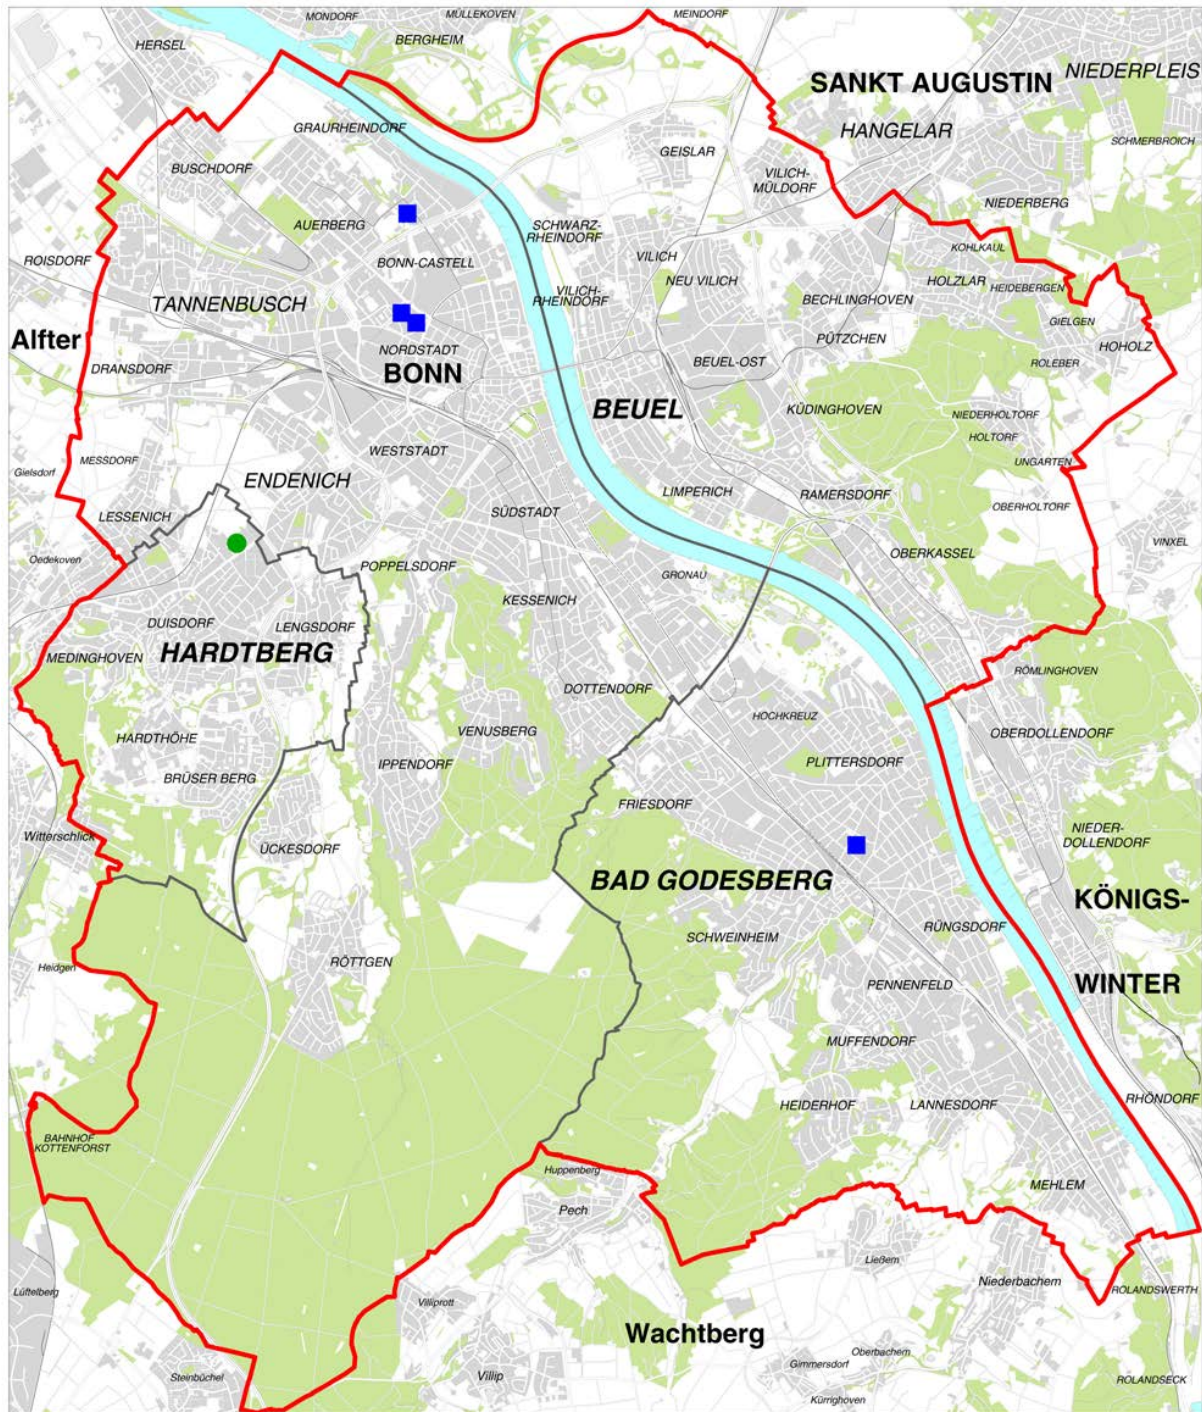 MONDORF
MÜLLEKOVEN
MEINDORF
HERSEL
BERGHEIM
SANKT AUGUSTIN
NIEDERPLEIS
GRAURHEINDORF
HANGELAR
SCHMERBROICH
GEISLAR
BUSCHDORF
VILICH-
MÜLDORF
NIEDERBERG
AUERBERG
SCHWARZ-
RHEINDORF
KOHLKAUL
ROISDORF
BONN-CASTELL
VILICH
NEU VILICH
HOLZLAR
HEIDEBERGEN
TANNENBUSCH
VILICH-
RHEINDORF
BECHLINGHOVEN
GIELGEN
Alfter
NORDSTADT
PÜTZCHEN
HOHOLZ
DRANSDORF
BONN
BEUEL-OST
ROLEBER
BEUEL
KÜDINGHOVEN
NIEDERHOLTORF
HOLTORF
WESTSTADT
MESSDORF
UNGARTEN
Gielsdorf
ENDENICH
LIMPERICH
RAMERSDORF
LESSENICH
SÜDSTADT
OBERHOLTORF
VINXEL
Oedekoven
OBERKASSEL
POPPELSDORF
GRONAU
KESSENICH
DUISDORF
LENGSDORF
MEDINGHOVEN
HARDTBERG
RÖMLINGHOVEN
DOTTENDORF
HOCHKREUZ
HARDTHÖHE
VENUSBERG
OBERDOLLENDORF
BRÜSER BERG
IPPENDORF
PLITTERSDORF
FRIESDORF
Witterschlick
NIEDER-
DOLLENDORF
ÜCKESDORF
BAD GODESBERG
KÖNIGS-
WINTER
RÜNGSDORF
SCHWEINHEIM
RÖTTGEN
Heidgen
PENNENFELD
MUFFENDORF
RHÖNDORF
HEIDERHOF
LANNESDORF
BAHNHOF
KOTTENFORST
Huppenberg
MEHLEM
Pech
Ließem
Niederbachem
Lüftelberg
ROLANDSWERTH
Villiprott
Wachtberg
Oberbachem
Gimmersdorf
Steinbüchel
Villip
ROLANDSECK
Kürrighoven